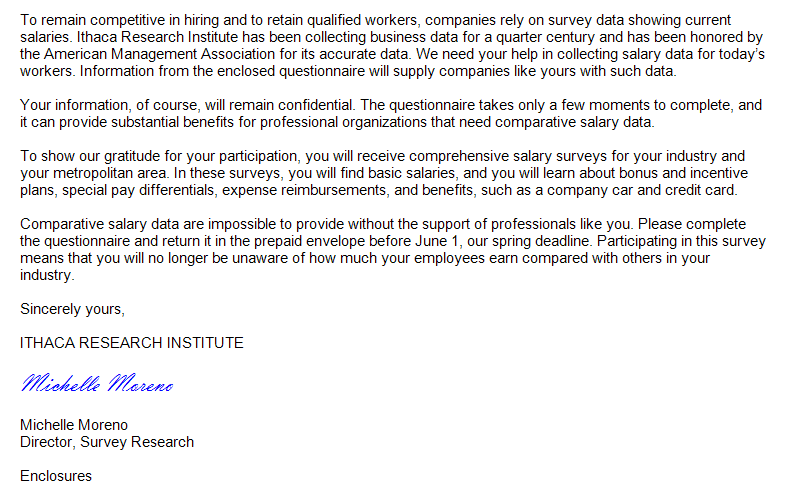 To remain competitive in hiring and to retain qualified workers, companies rely on survey data showing current
salaries. Ithaca Research Institute has been collecting business data for a quarter century and has been honored by
the American Management Association for its accurate data. We need your help in collecting salary data for today's
workers. Information from the enclosed questionnaire will supply companies like yours with such data.
Your information, of course, will remain confidential. The questionnaire takes only a few moments to complete, and
it can provide substantial benefits for professional organizations that need comparative salary data.
To show our gratitude for your participation, you will receive comprehensive salary surveys for your industry and
your metropolitan area. In these surveys, you will find basic salaries, and you will learn about bonus and incentive
plans, special pay differentials, expense reimbursements, and benefits, such as a company car and credit card.
Comparative salary data are impossible to provide without the support of professionals like you. Please complete
the questionnaire and return it in the prepaid envelope before June 1, our spring deadline. Participating in this survey
means that you will no longer be unaware of how much your employees earn compared with others in your
industry.
Sincerely yours,
ITHACA RESEARCH INSTITUTE
Michelle Moreno
Michelle Moreno
Director, Survey Research
Enclosures